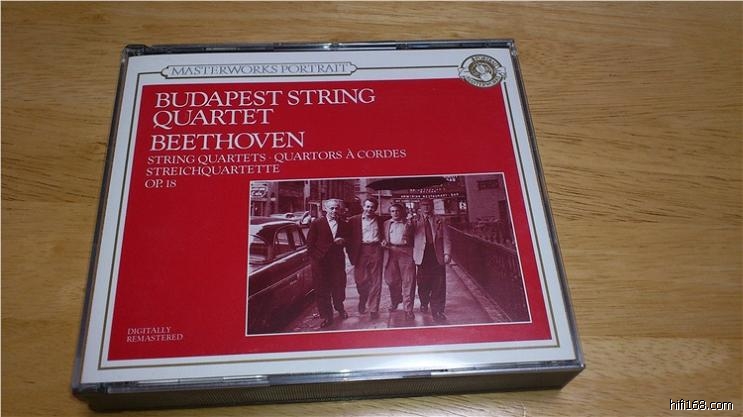 MASTERWORKS PORTRAIT
BUDAPEST STRING
QUARTET
BEETHOVEN
STRING QUARTETS · QUARTORS À CORDES
STREICHQUARTETTE
OP. 18
DIGITALLY
REMASTERED
hifi168.com